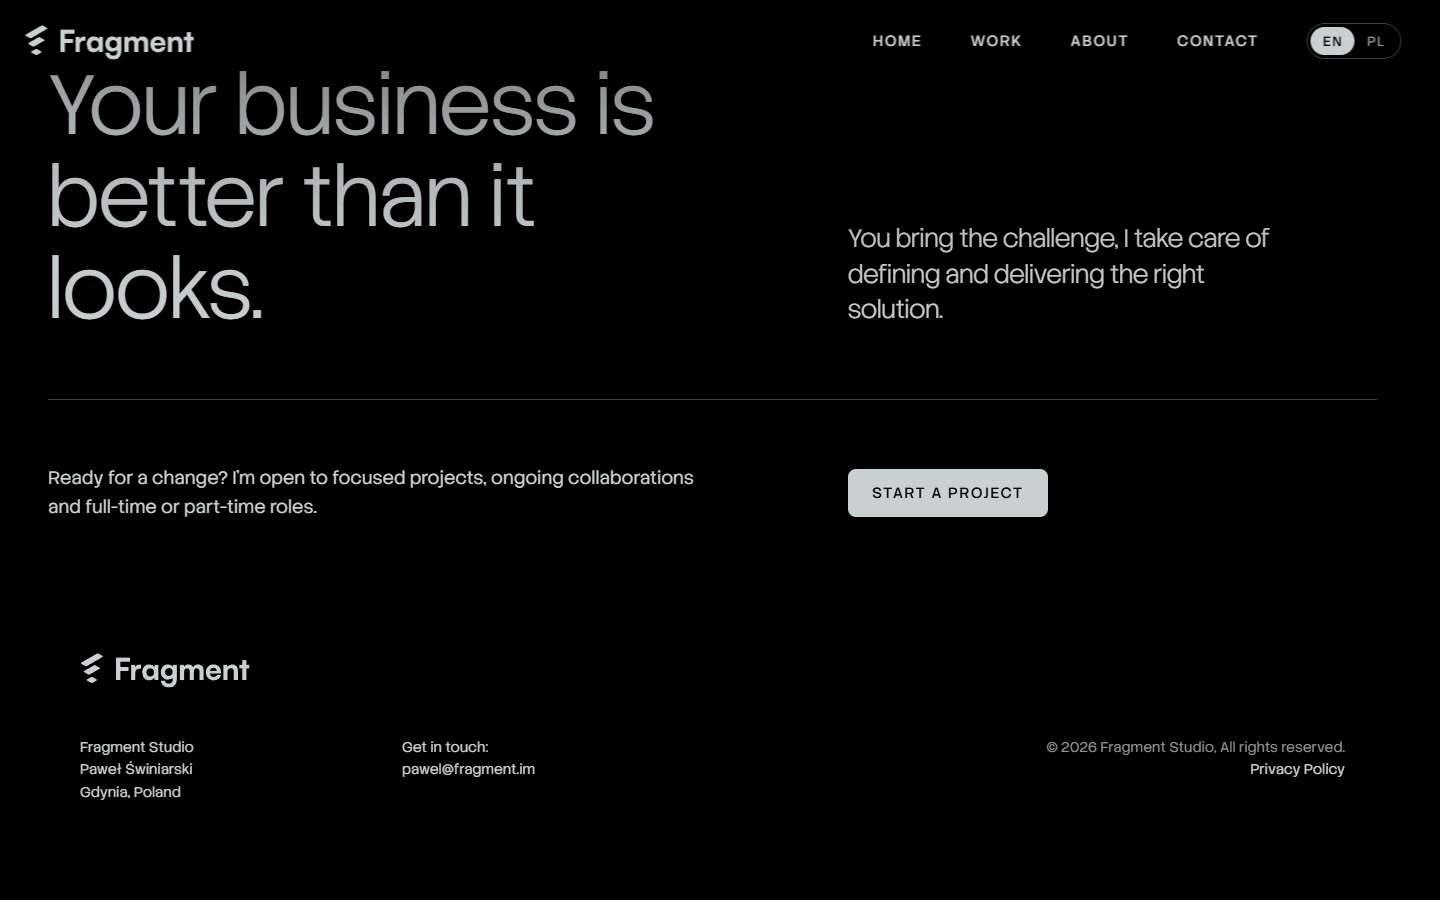 Fragment
HOME WORK ABOUT CONTACT EN PL
Your business is
better than it
looks.
You bring the challenge, I take care of
defining and delivering the right
solution.
Ready for a change? I'm open to focused projects, ongoing collaborations
and full-time or part-time roles.
START A PROJECT
Fragment
Fragment Studio
Paweł Świniarski
Gdynia, Poland
Get in touch:
pawel@fragment.im
© 2026 Fragment Studio, All rights reserved.
Privacy Policy